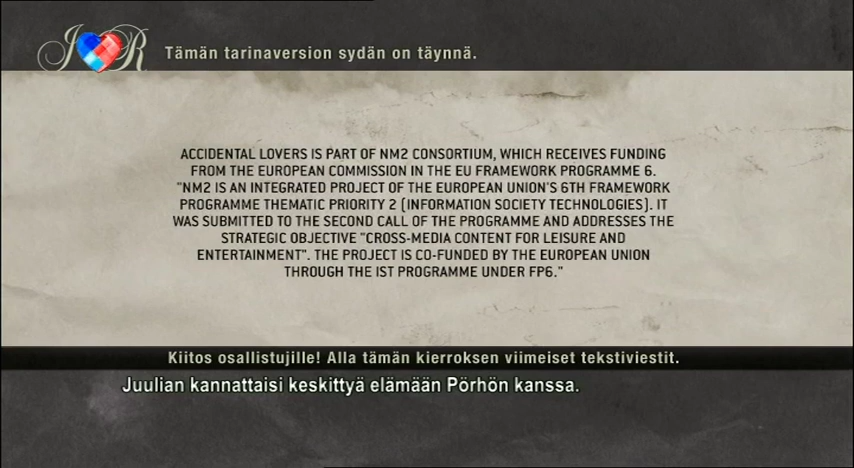 J R
Tämän tarinaversion sydän on täynnä.
ACCIDENTAL LOVERS IS PART OF NM2 CONSORTIUM, WHICH RECEIVES FUNDING
FROM THE EUROPEAN COMMISSION IN THE EU FRAMEWORK PROGRAMME 6.
"NM2 IS AN INTEGRATED PROJECT OF THE EUROPEAN UNION'S 6TH FRAMEWORK
PROGRAMME THEMATIC PRIORITY 2 (INFORMATION SOCIETY TECHNOLOGIES). IT
WAS SUBMITTED TO THE SECOND CALL OF THE PROGRAMME AND ADDRESSES THE
STRATEGIC OBJECTIVE "CROSS-MEDIA CONTENT FOR LEISURE AND
ENTERTAINMENT". THE PROJECT IS CO-FUNDED BY THE EUROPEAN UNION
THROUGH THE IST PROGRAMME UNDER FP6."
Kiitos osallistujille! Alla tämän kierroksen viimeiset tekstiviestit.
Juulian kannattaisi keskittyä elämään Pörhön kanssa.